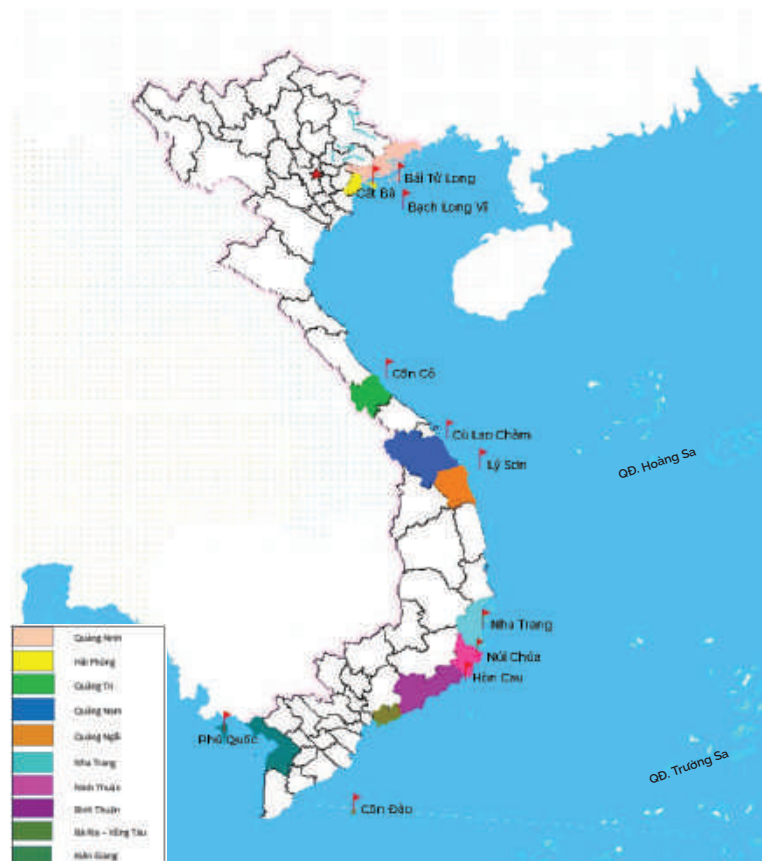 Bái Tử Long
Cát Bà
Bạch Long Vĩ
Cồn Cỏ
Cù Lao Chàm
Lý Sơn
QĐ. Hoàng Sa
Nha Trang
Núi Chúa
Hòn Cau
Phú Quốc
QĐ. Trường Sa
Côn Đảo
Quảng Ninh
Hải Phòng
Quảng Trị
Quảng Nam
Quảng Ngãi
Nha Trang
Ninh Thuận
Bình Thuận
Bà Rịa - Vũng Tàu
Kiên Giang